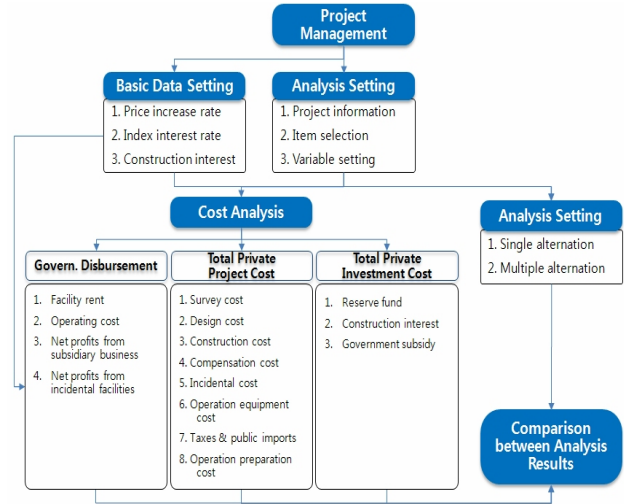 Project
Management
Basic Data Setting
1. Price increase rate
2. Index interest rate
3. Construction interest
Analysis Setting
1. Project information
2. Item selection
3. Variable setting
Cost Analysis
Analysis Setting
1. Single alternation
2. Multiple alternation
Govern. Disbursement
1. Facility rent
2. Operating cost
3. Net profits from
subsidiary business
4. Net profits from
incidental facilities
Total Private
Project Cost
1. Survey cost
2. Design cost
3. Construction cost
4. Compensation cost
5. Incidental cost
6. Operation equipment
cost
7. Taxes & public imports
8. Operation preparation
cost
Total Private
Investment Cost
1. Reserve fund
2. Construction interest
3. Government subsidy
Comparison
between Analysis
Results